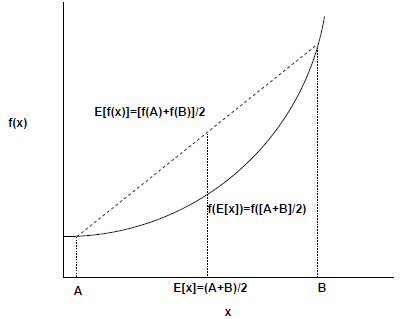 E[f(x)]=[f(A)+f(B)]/2
f(x)
f(E[x])=f([A+B]/2)
A
E[x]=(A+B)/2
B
x